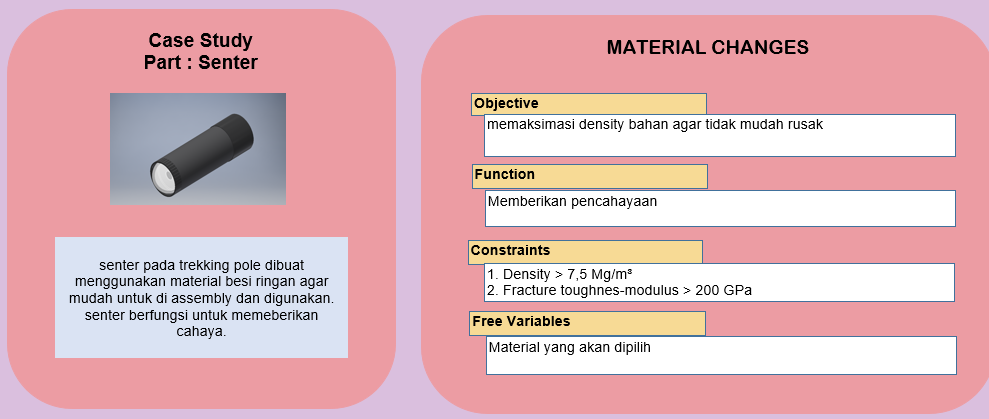 Case Study
Part : Senter
senter pada trekking pole dibuat
menggunakan material besi ringan agar
mudah untuk di assembly dan digunakan.
senter berfungsi untuk memeberikan
cahaya.
MATERIAL CHANGES
Objective
memaksimasi density bahan agar tidak mudah rusak
Function
Memberikan pencahayaan
Constraints
1. Density > 7,5 Mg/m³
2. Fracture toughnes-modulus > 200 GPa
Free Variables
Material yang akan dipilih